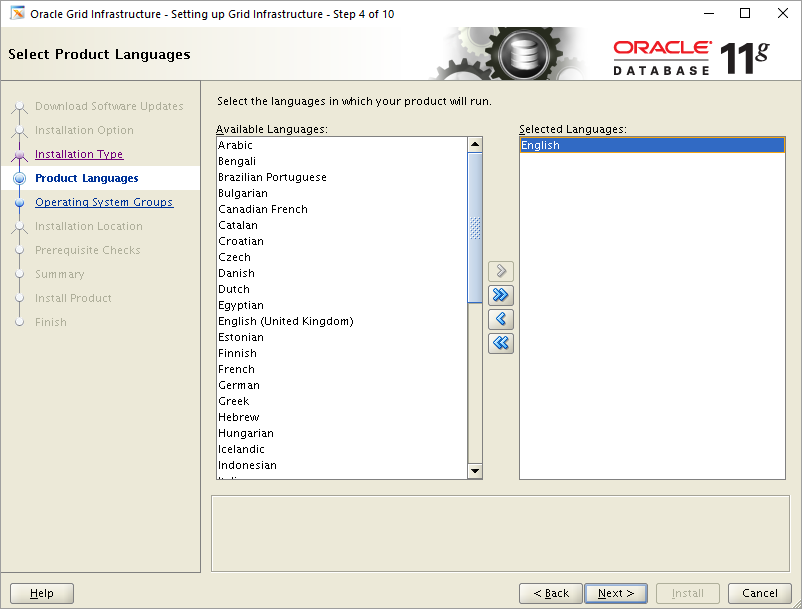 Oracle Grid Infrastructure - Setting up Grid Infrastructure - Step 4 of 10
Select Product Languages
ORACLE
DATABASE
11g
Download Software Updates
Installation Option
Installation Type
Product Languages
Operating System Groups
Installation Location
Prerequisite Checks
Summary
Install Product
Finish
Select the languages in which your product will run.
Available Languages:
Arabic
Bengali
Brazilian Portuguese
Bulgarian
Canadian French
Catalan
Croatian
Czech
Danish
Dutch
Egyptian
English (United Kingdom)
Estonian
Finnish
French
German
Greek
Hebrew
Hungarian
Icelandic
Indonesian
Selected Languages:
English
Help
< Back
Next >
Install
Cancel